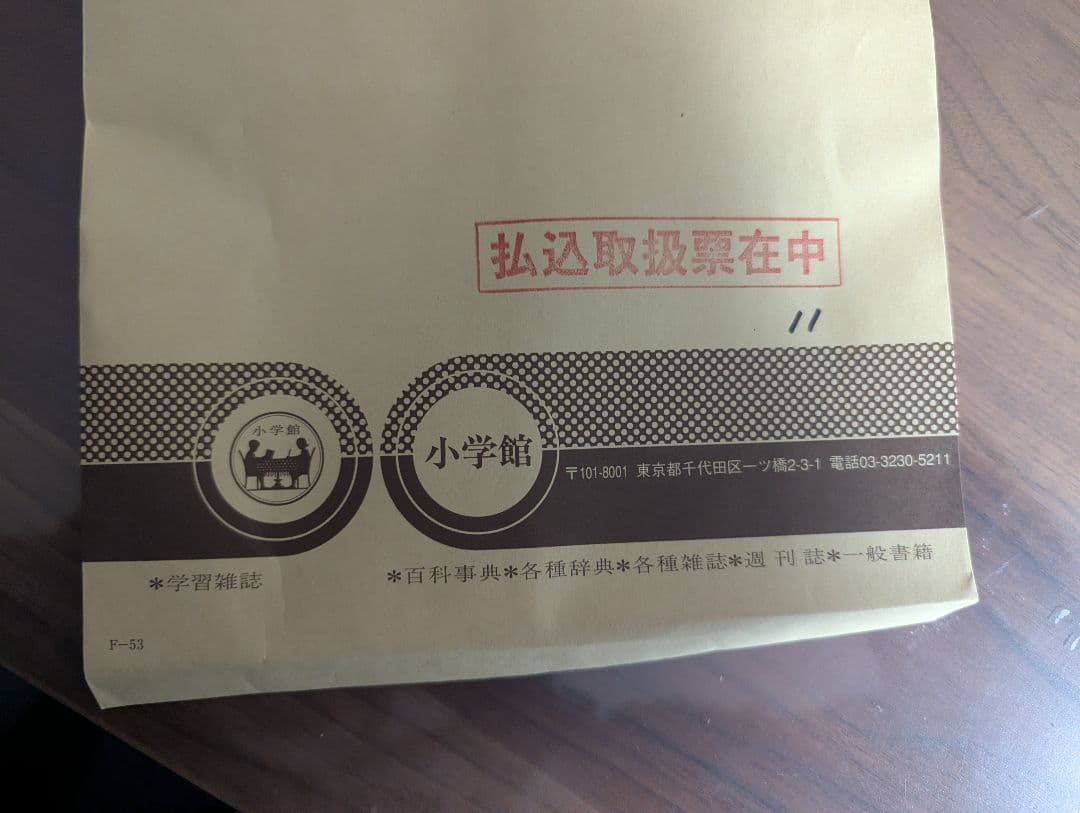 払込取扱票在中
11
小学館
小学館
〒101-8001 東京都千代田区一ツ橋2-3-1 電話03-3230-5211
*学習雑誌
*百科事典*各種辞典*各種雑誌*週刊誌*一般書籍
F-53